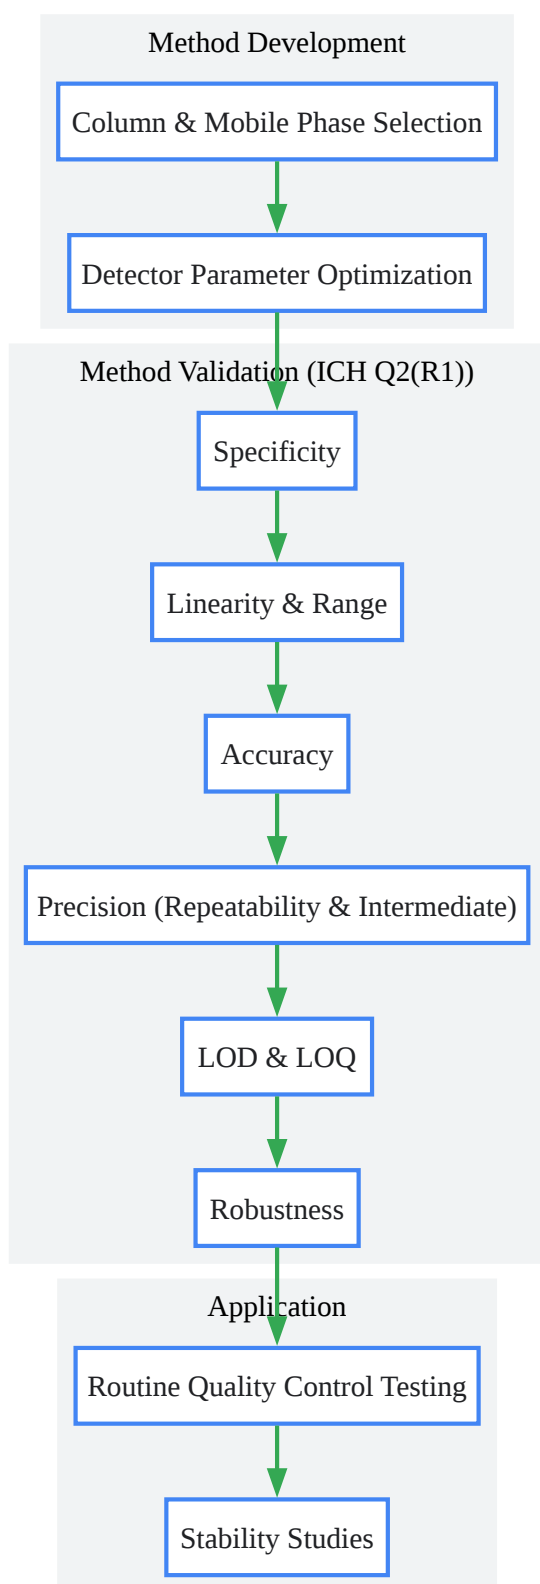 Method Development
Column & Mobile Phase Selection
Detector Parameter Optimization
Method Validation (ICH Q2(R1))
Specificity
Linearity & Range
Accuracy
Precision (Repeatability & Intermediate)
LOD & LOQ
Robustness
Application
Routine Quality Control Testing
Stability Studies